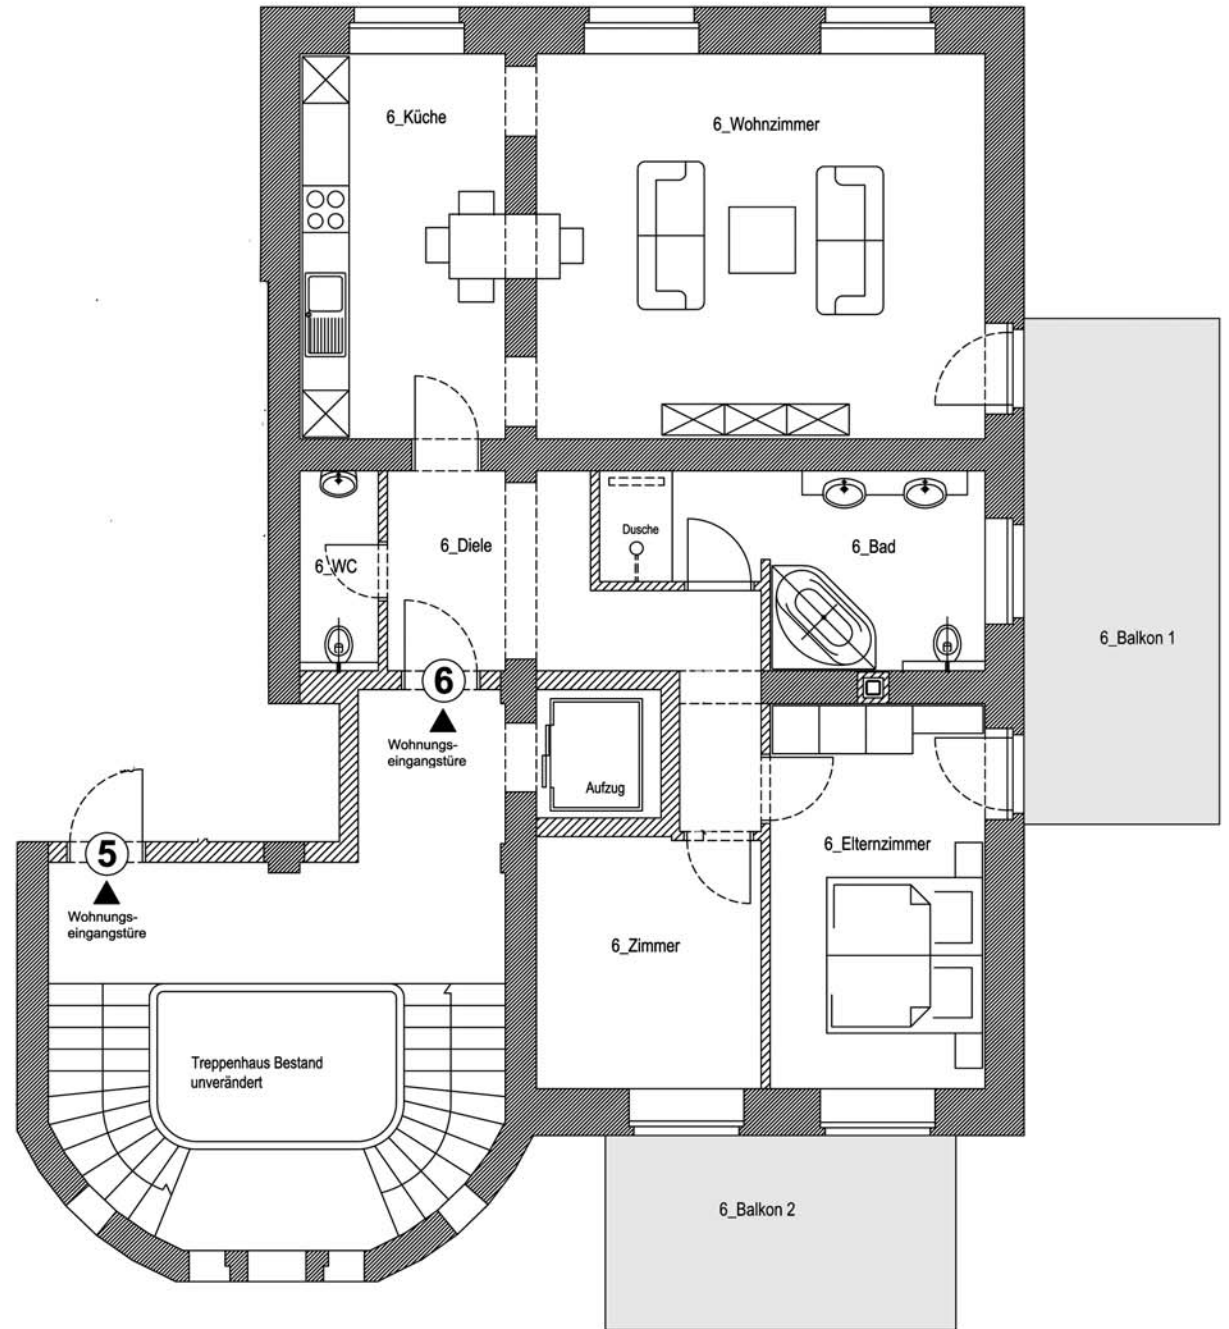 6_Küche
6_Wohnzimmer
Dusche
6_Diele
6_Bad
6_WC
6_Balkon 1
6
Wohnungs-
eingangstüre
Aufzug
5
Wohnungs-
eingangstüre
6_Elternzimmer
6_Zimmer
Treppenhaus Bestand
unverändert
6_Balkon 2